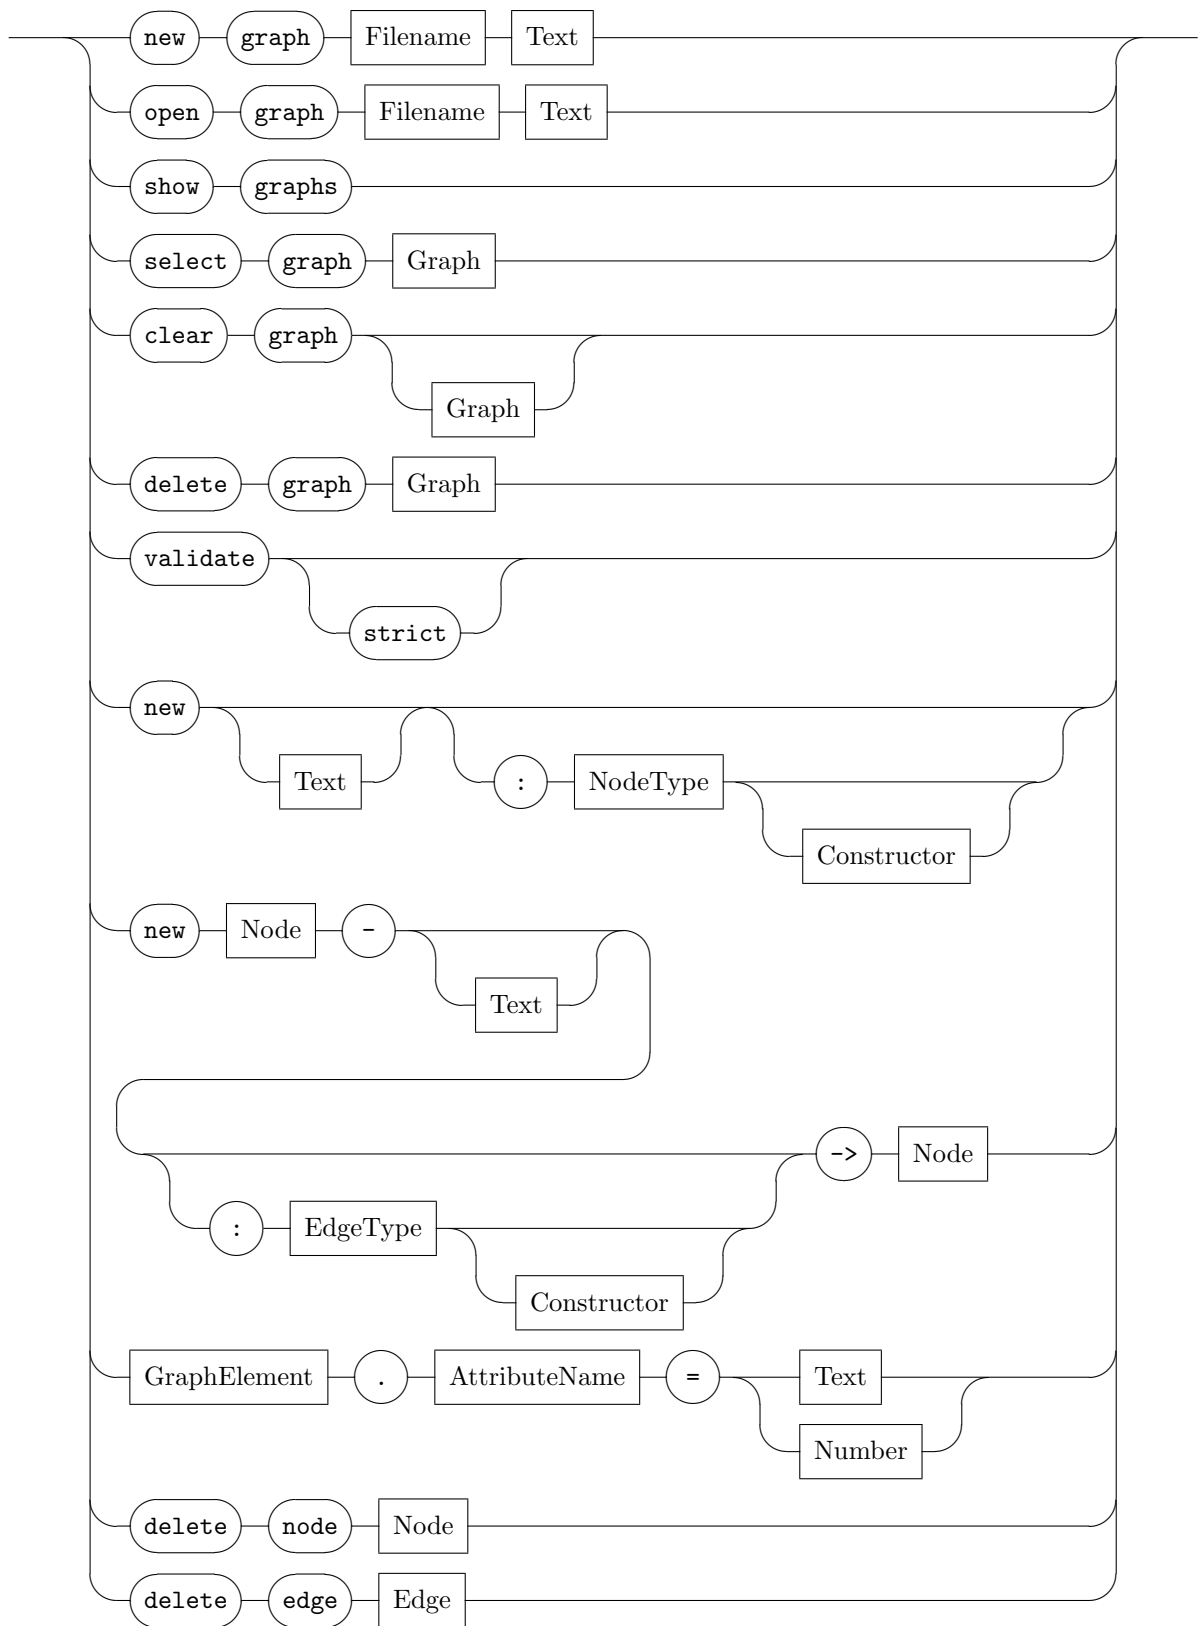 new graph Filename Text
open graph Filename Text
show graphs
select graph Graph
clear graph
Graph
delete graph Graph
validate
strict
new
Text : NodeType
Constructor
new Node -
Text
-> Node
: EdgeType
Constructor
GraphElement . AttributeName = Text
Number
delete node Node
delete edge Edge